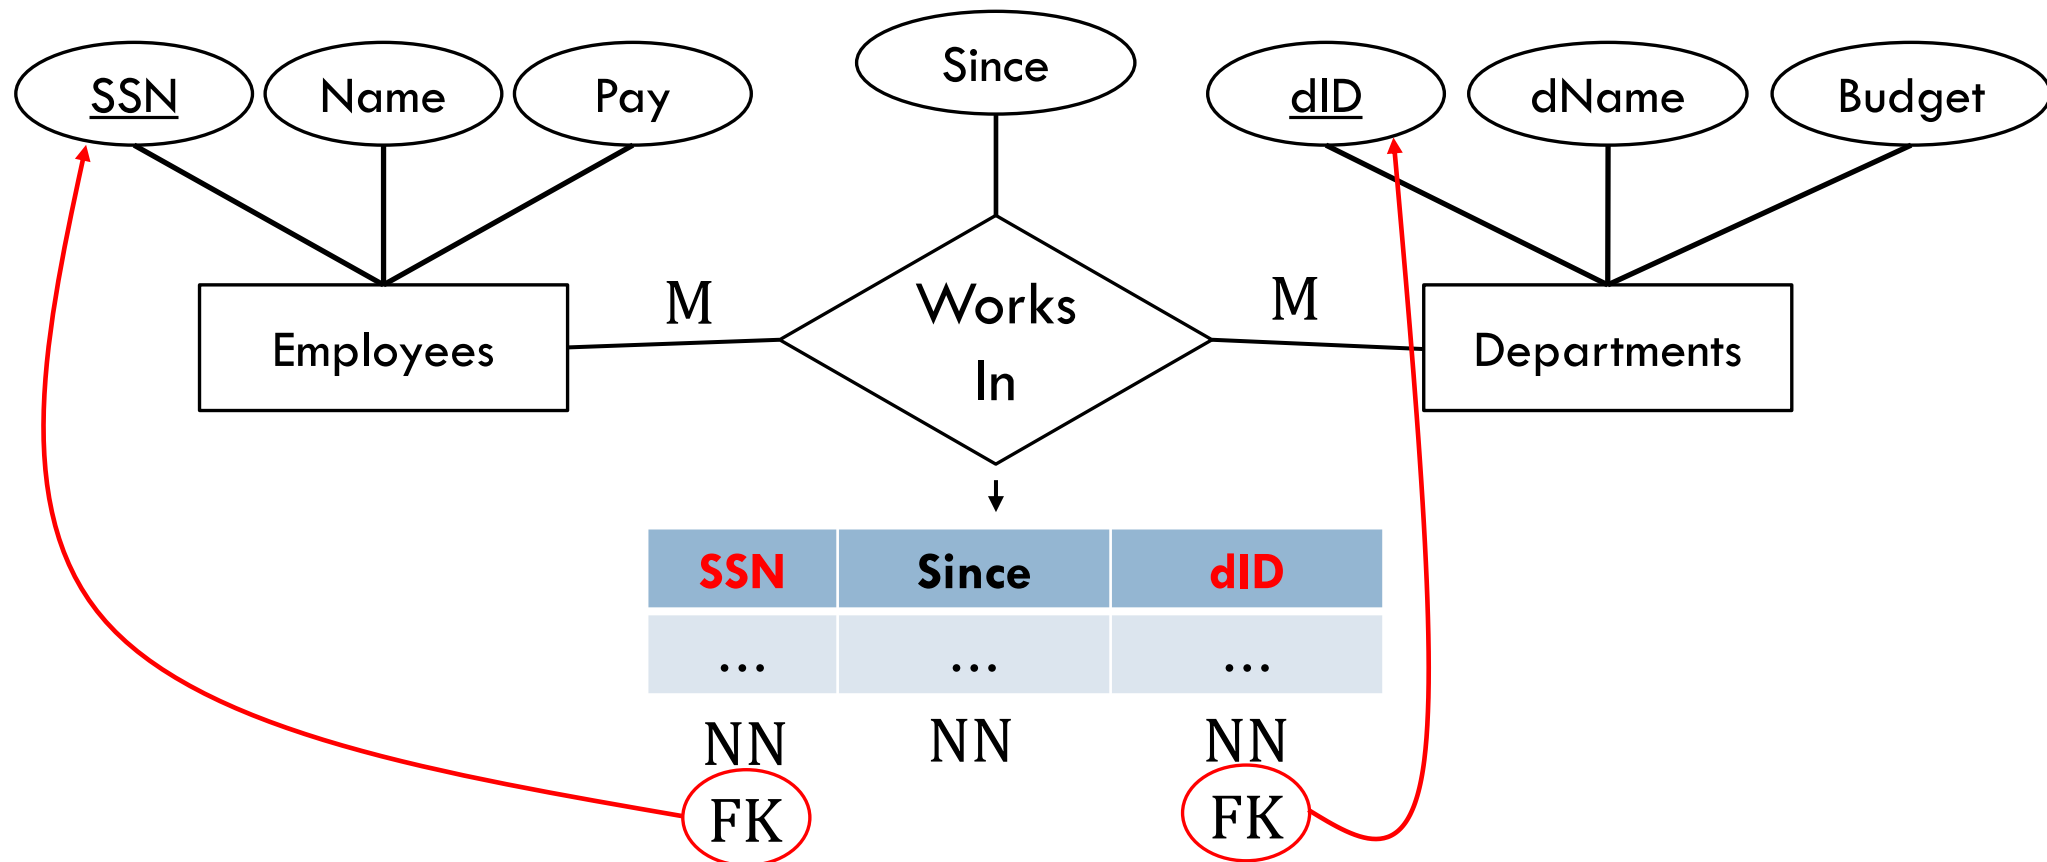 SSN Name Pay Since dID dName Budget
M M
Works
In
Employees Departments
SSN Since dID
... ... ...
NN NN NN
FK FK